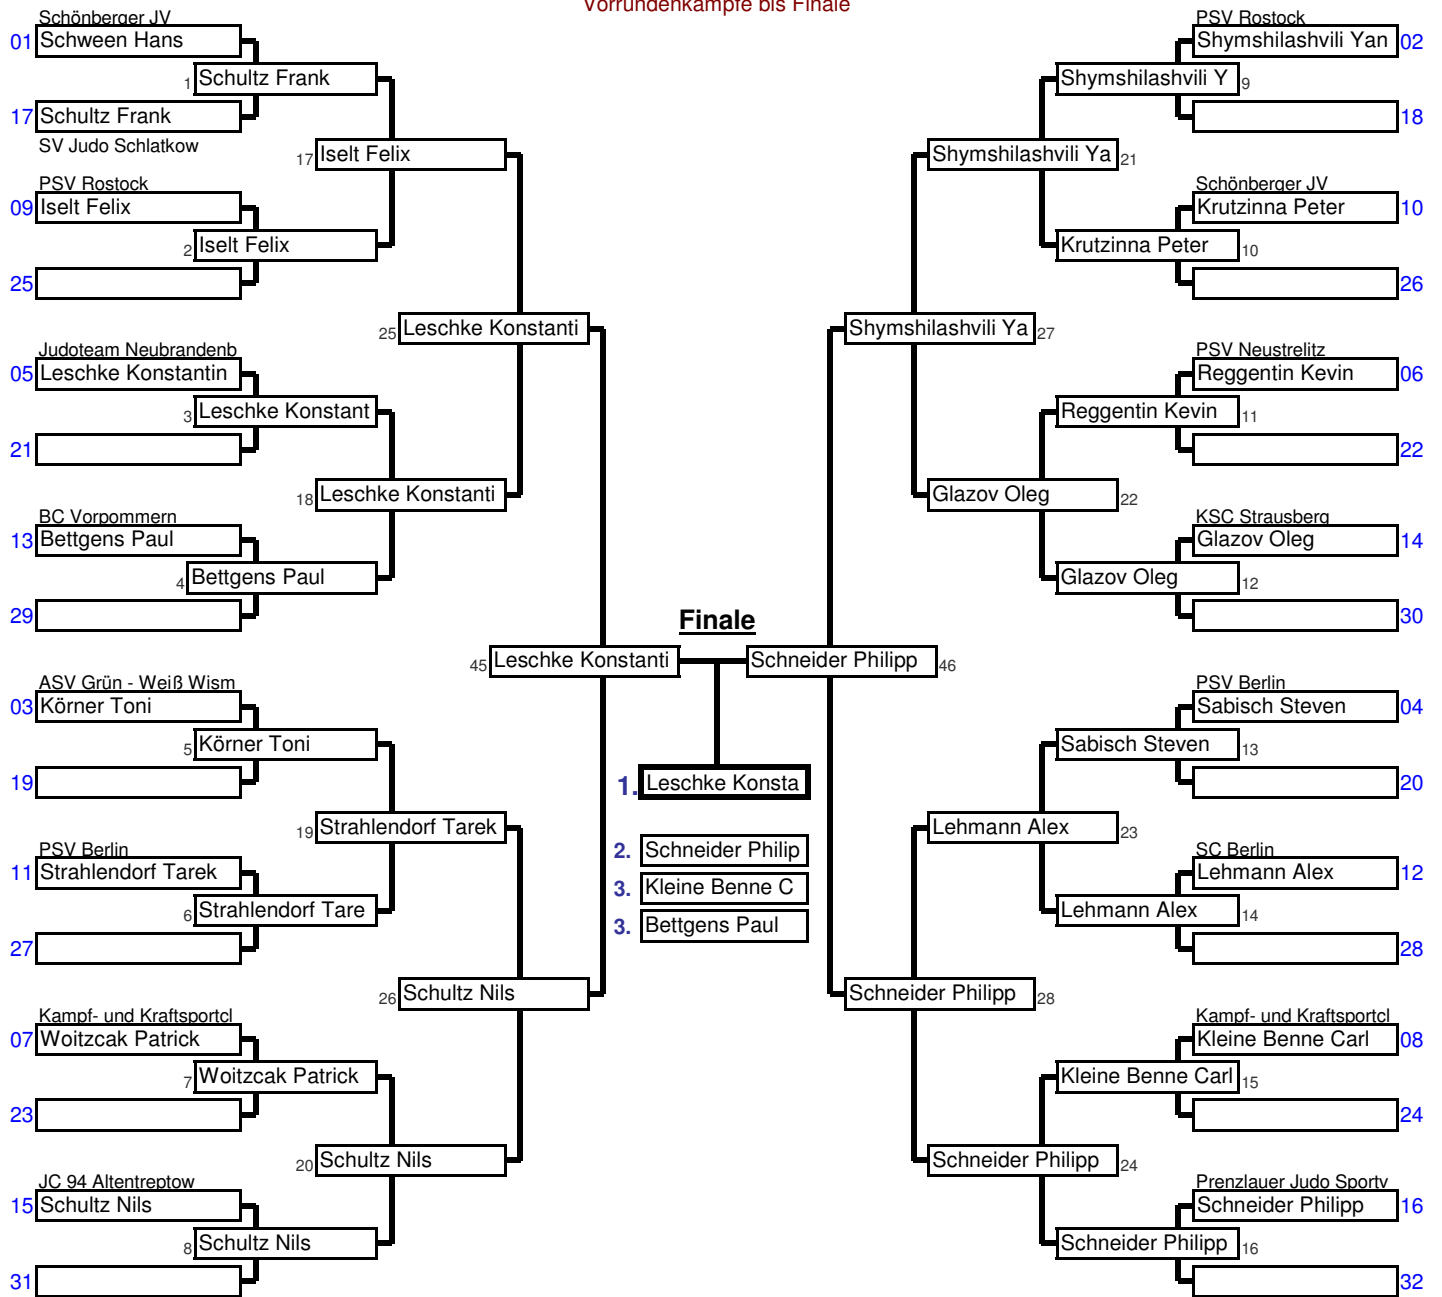 Vorrundenkämpfe bis Finale
Schönberger JV
01 Schween Hans
1 Schultz Frank
17 Schultz Frank
SV Judo Schlatkow
17 Iselt Felix
PSV Rostock
09 Iselt Felix
2 Iselt Felix
25
25 Leschke Konstanti
Judoteam Neubrandenb
05 Leschke Konstantin
3 Leschke Konstant
21
18 Leschke Konstanti
BC Vorpommern
13 Bettgens Paul
4 Bettgens Paul
29
45 Leschke Konstanti
ASV Grün - Weiß Wism
03 Körner Toni
5 Körner Toni
19
19 Strahlendorf Tarek
PSV Berlin
11 Strahlendorf Tarek
6 Strahlendorf Tare
27
26 Schultz Nils
Kampf- und Kraftsportcl
07 Woitzcak Patrick
7 Woitzcak Patrick
23
20 Schultz Nils
JC 94 Altentreptow
15 Schultz Nils
8 Schultz Nils
31
Finale
1. Leschke Konsta
2. Schneider Philip
3. Kleine Benne C
3. Bettgens Paul
PSV Rostock
Shymshilashvili Yan 02
Shymshilashvili Y 9
18
Shymshilashvili Ya 21
Schönberger JV
Krutzinna Peter 10
Krutzinna Peter 10
26
Shymshilashvili Ya 27
PSV Neustrelitz
Reggentin Kevin 06
Reggentin Kevin 11
22
Glazov Oleg 22
KSC Strausberg
Glazov Oleg 14
Glazov Oleg 12
30
Schneider Philipp 46
PSV Berlin
Sabisch Steven 04
Sabisch Steven 13
20
Lehmann Alex 23
SC Berlin
Lehmann Alex 12
Lehmann Alex 14
28
Schneider Philipp 28
Kampf- und Kraftsportcl
Kleine Benne Carl 08
Kleine Benne Carl 15
24
Schneider Philipp 24
Prenzlauer Judo Sportv
Schneider Philipp 16
Schneider Philipp 16
32